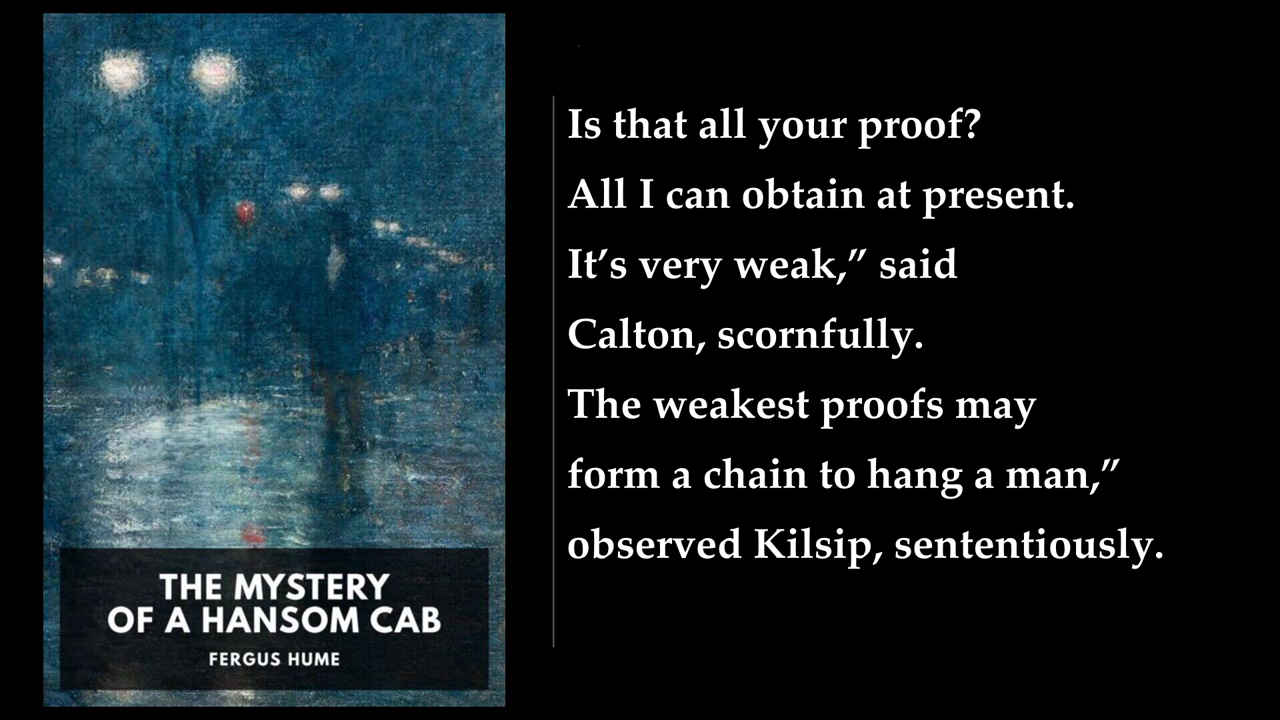 THE MYSTERY
OF A HANSOM CAB
FERGUS HUME
Is that all your proof?
All I can obtain at present.
It’s very weak,” said
Calton, scornfully.
The weakest proofs may
form a chain to hang a man,”
observed Kilsip, sententiously.